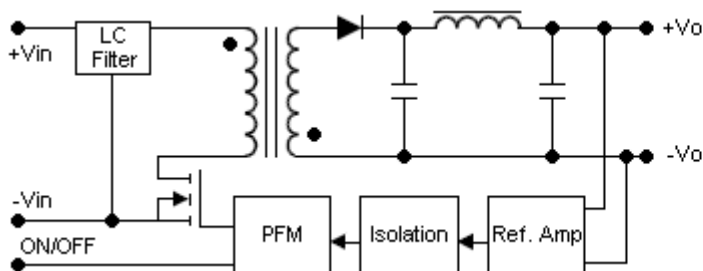 +Vin
LC
Filter
+Vo
-Vo
-Vin
ON/OFF
PFM
Isolation
Ref. Amp